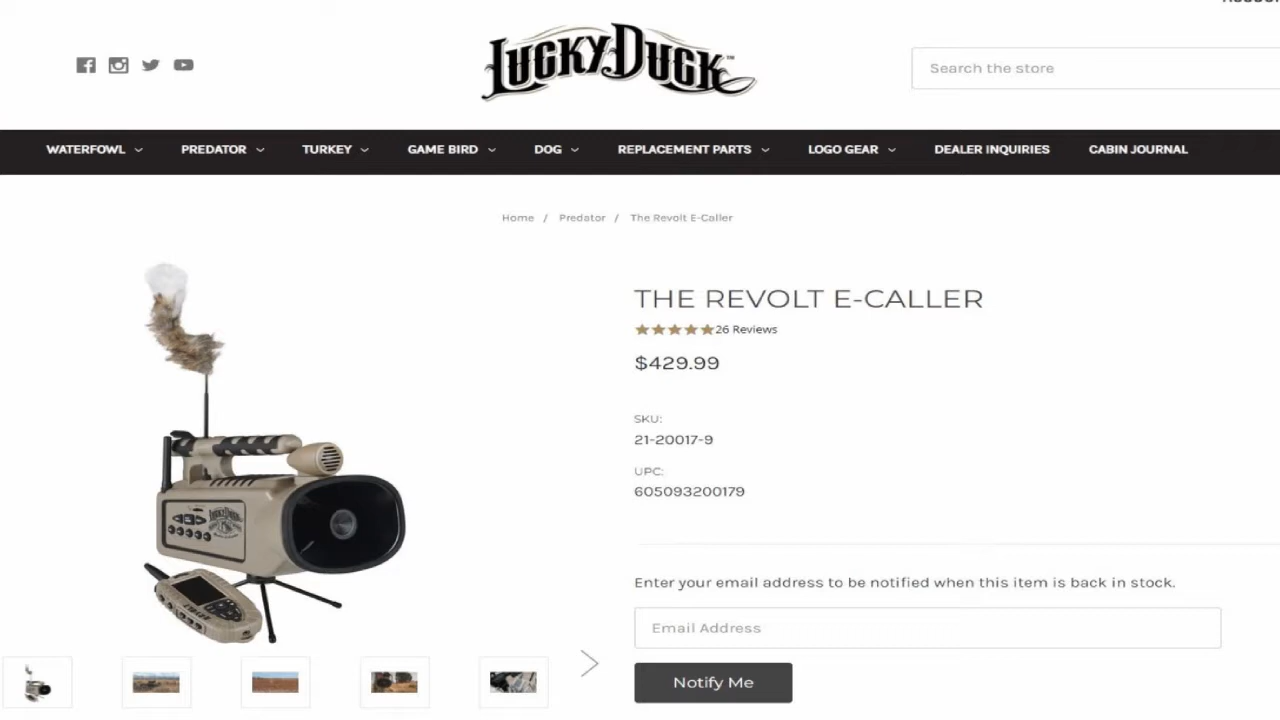 LUCKY DUCK™
Search the store
WATERFOWL
PREDATOR
TURKEY
GAME BIRD
DOG
REPLACEMENT PARTS
LOGO GEAR
DEALER INQUIRIES
CABIN JOURNAL
Home / Predator / The Revolt E-Caller
THE REVOLT E-CALLER
26 Reviews
$429.99
SKU:
21-20017-9
UPC:
605093200179
LUCKY DUCK
Enter your email address to be notified when this item is back in stock.
Email Address
Notify Me